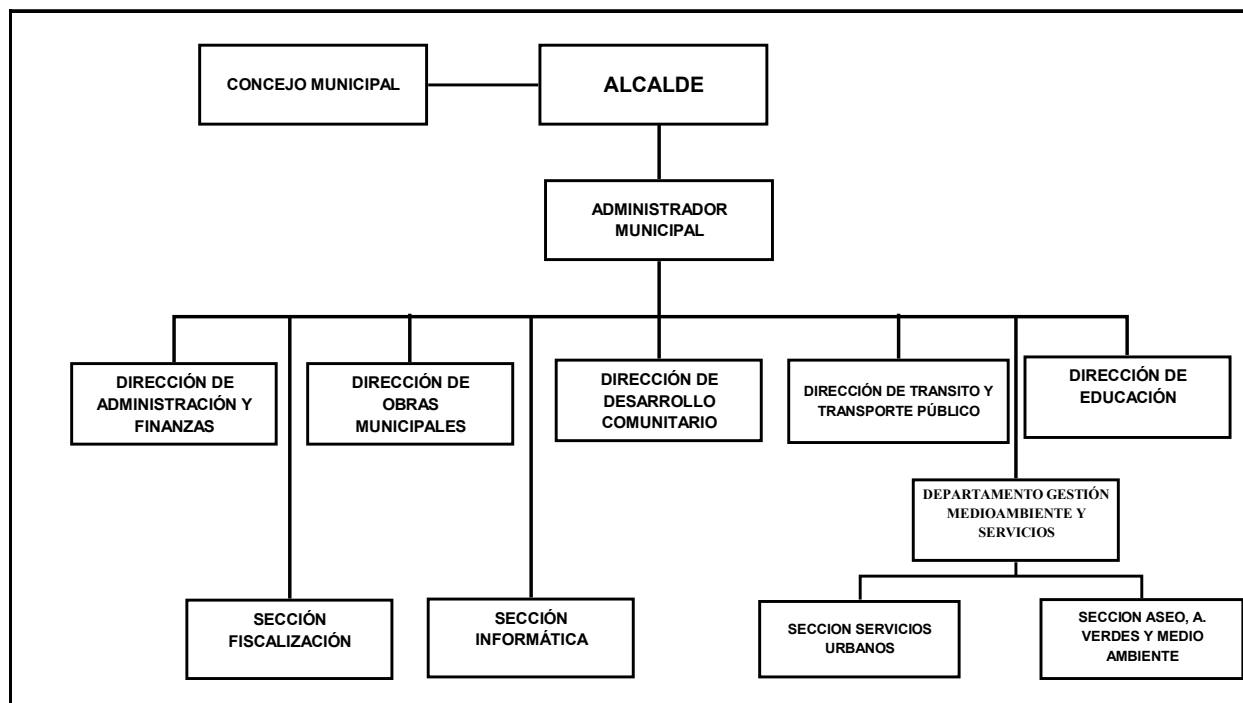 CONCEJO MUNICIPAL
ALCALDE
ADMINISTRADOR
MUNICIPAL
DIRECCIÓN DE
ADMINISTRACIÓN Y
FINANZAS
DIRECCIÓN DE
OBRAS
MUNICIPALES
DIRECCIÓN DE
DESARROLLO
COMUNITARIO
DIRECCIÓN DE TRANSITO Y
TRANSPORTE PÚBLICO
DIRECCIÓN DE
EDUCACIÓN
DEPARTAMENTO GESTIÓN
MEDIOAMBIENTE Y
SERVICIOS
SECCIÓN
FISCALIZACIÓN
SECCIÓN
INFORMÁTICA
SECCION SERVICIOS
URBANOS
SECCION ASEO, A.
VERDES Y MEDIO
AMBIENTE